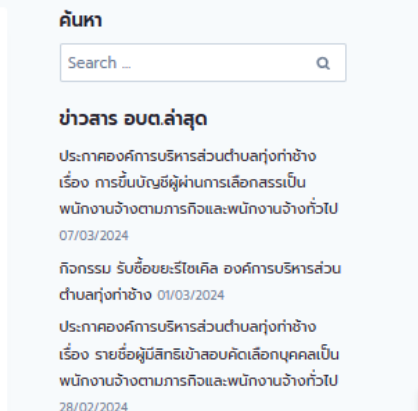 ค้นหา
Search ...
ข่าวสาร อบต.ล่าสุด
ประกาศองค์การบริหารส่วนตำบลทุ่งท่าช้าง
เรื่อง การขึ้นบัญชีผู้ผ่านการเลือกสรรเป็น
พนักงานจ้างตามภารกิจและพนักงานจ้างทั่วไป
07/03/2024
กิจกรรม รับซื้อขยะรีไซเคิล องค์การบริหารส่วน
ตำบลทุ่งท่าช้าง 01/03/2024
ประกาศองค์การบริหารส่วนตำบลทุ่งท่าช้าง
เรื่อง รายชื่อผู้มีสิทธิเข้าสอบคัดเลือกบุคคลเป็น
พนักงานจ้างตามภารกิจและพนักงานจ้างทั่วไป
28/02/2024